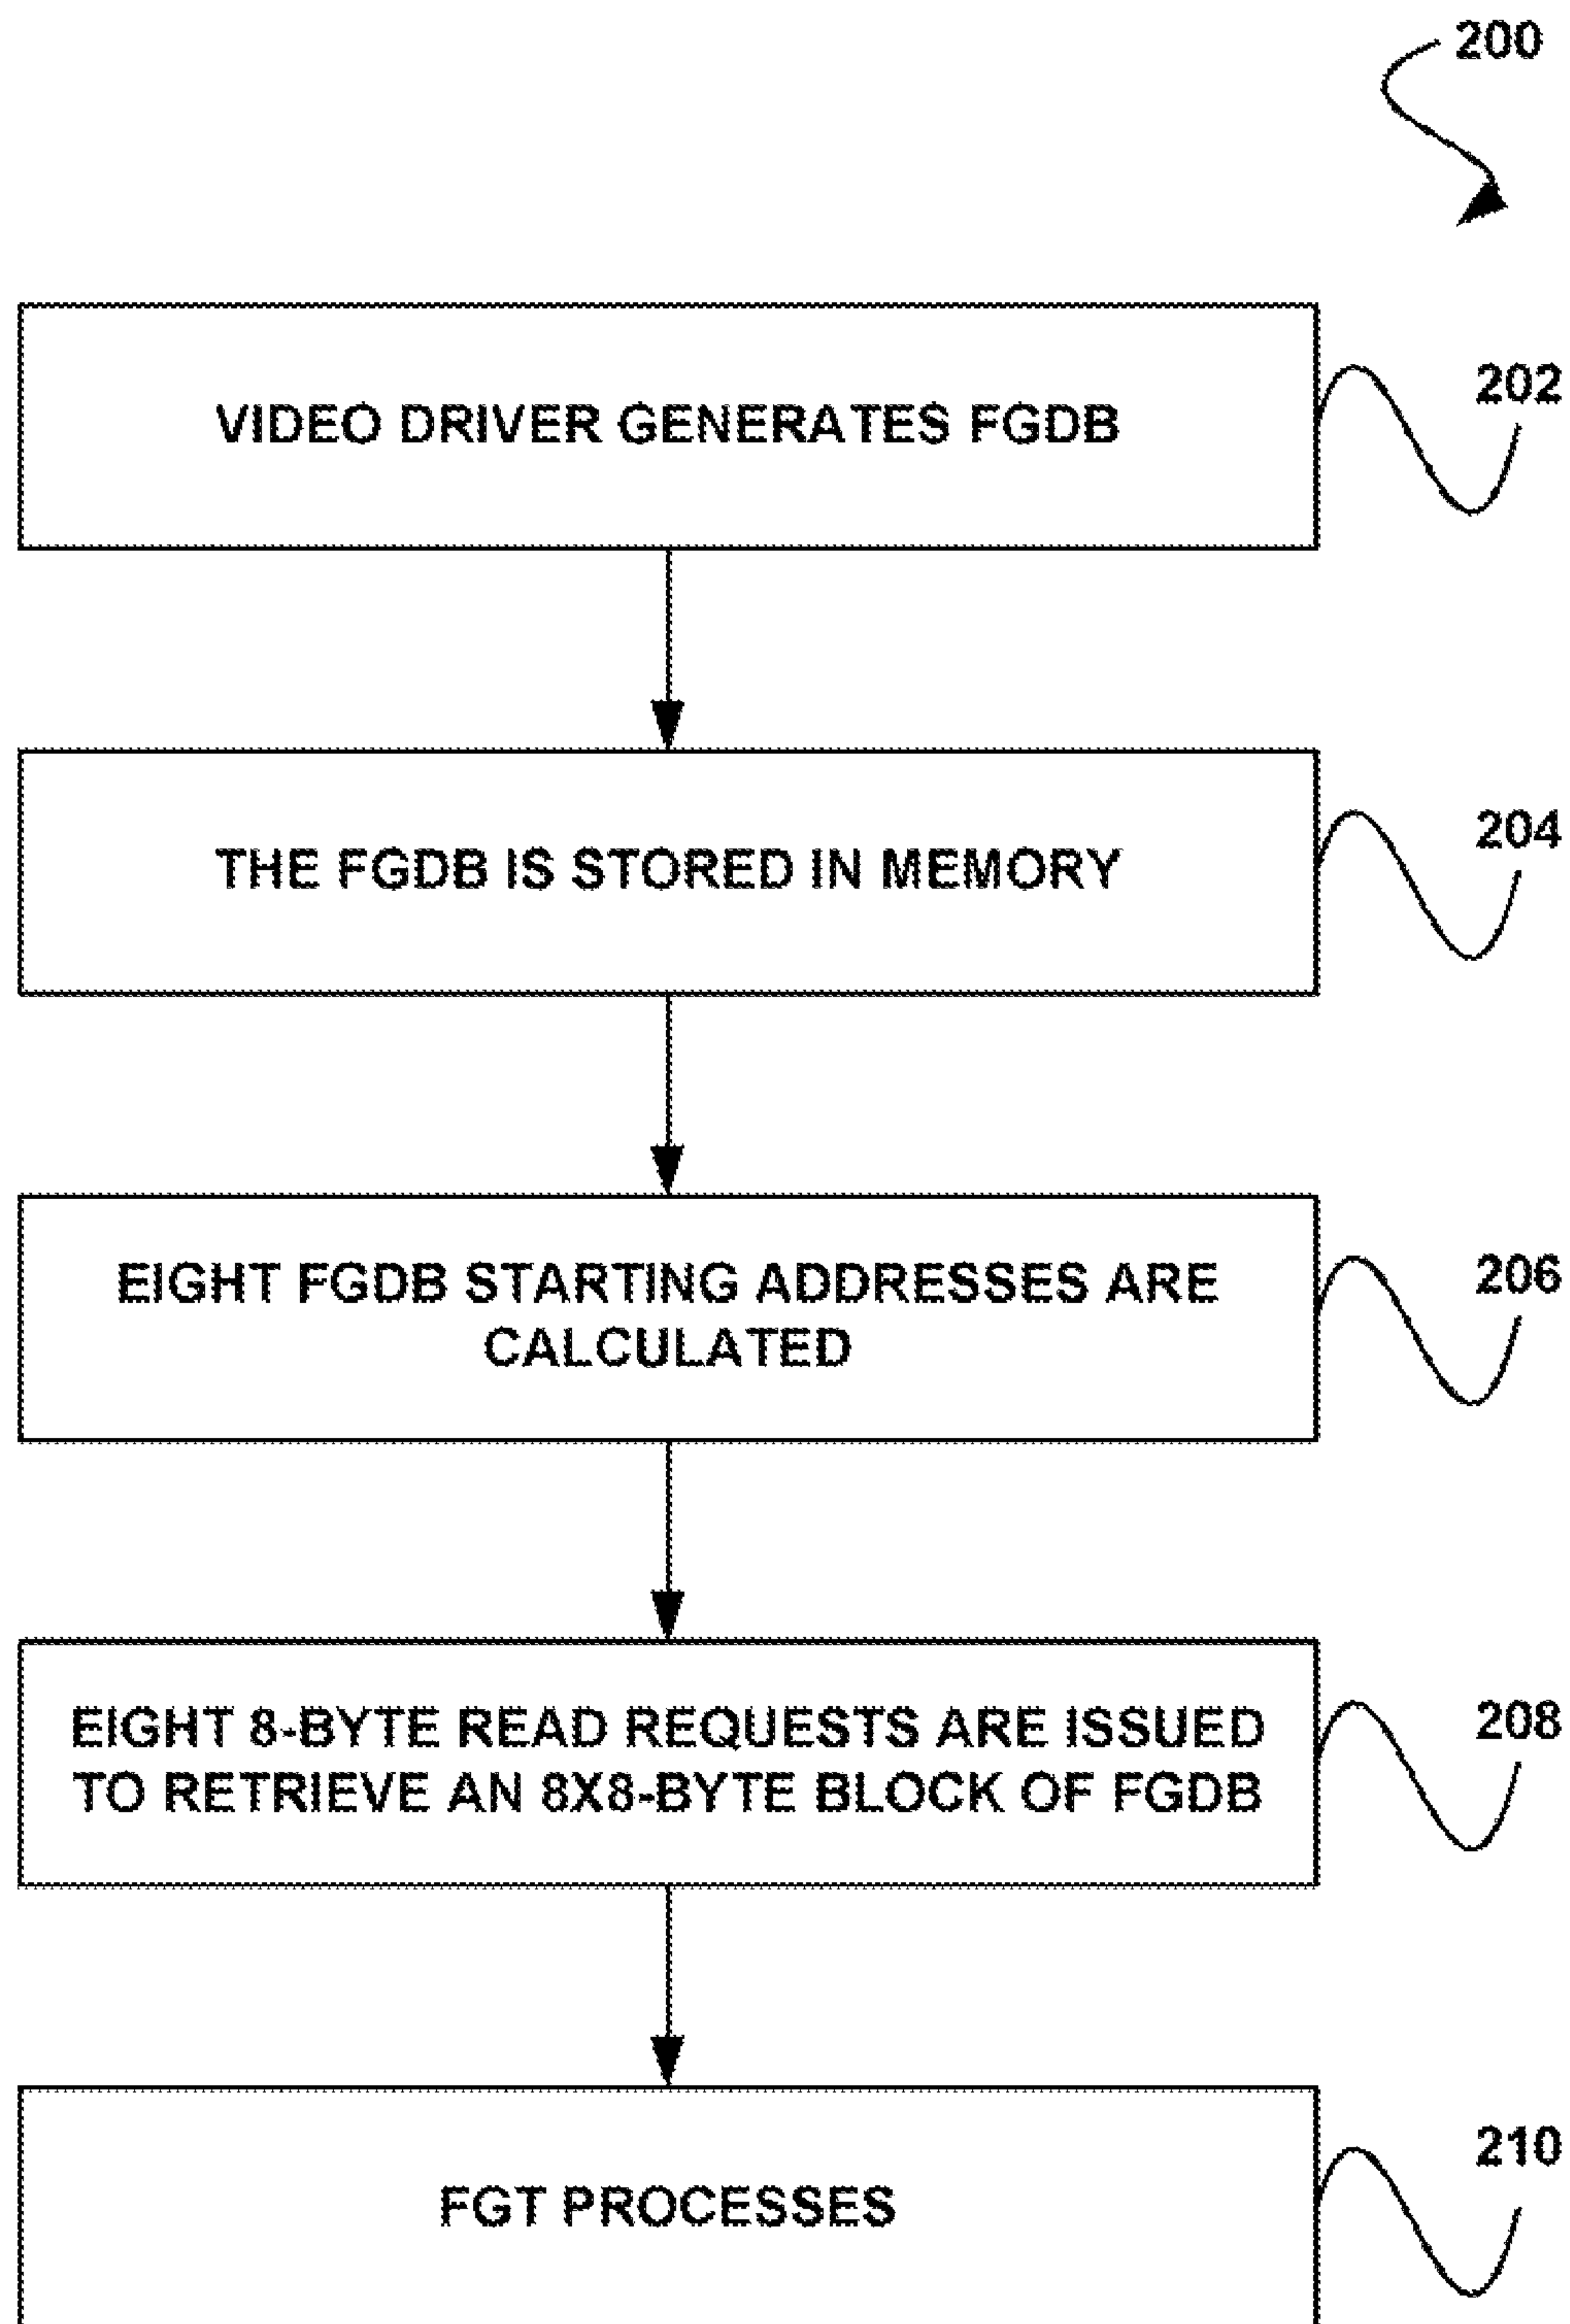 200
VIDEO DRIVER GENERATES FGDB
202
THE FGDB IS STORED IN MEMORY
204
EIGHT FGDB STARTING ADDRESSES ARE
CALCULATED
206
EIGHT 8-BYTE READ REQUESTS ARE ISSUED
TO RETRIEVE AN 8X8-BYTE BLOCK OF FGDB
208
FGT PROCESSES
210